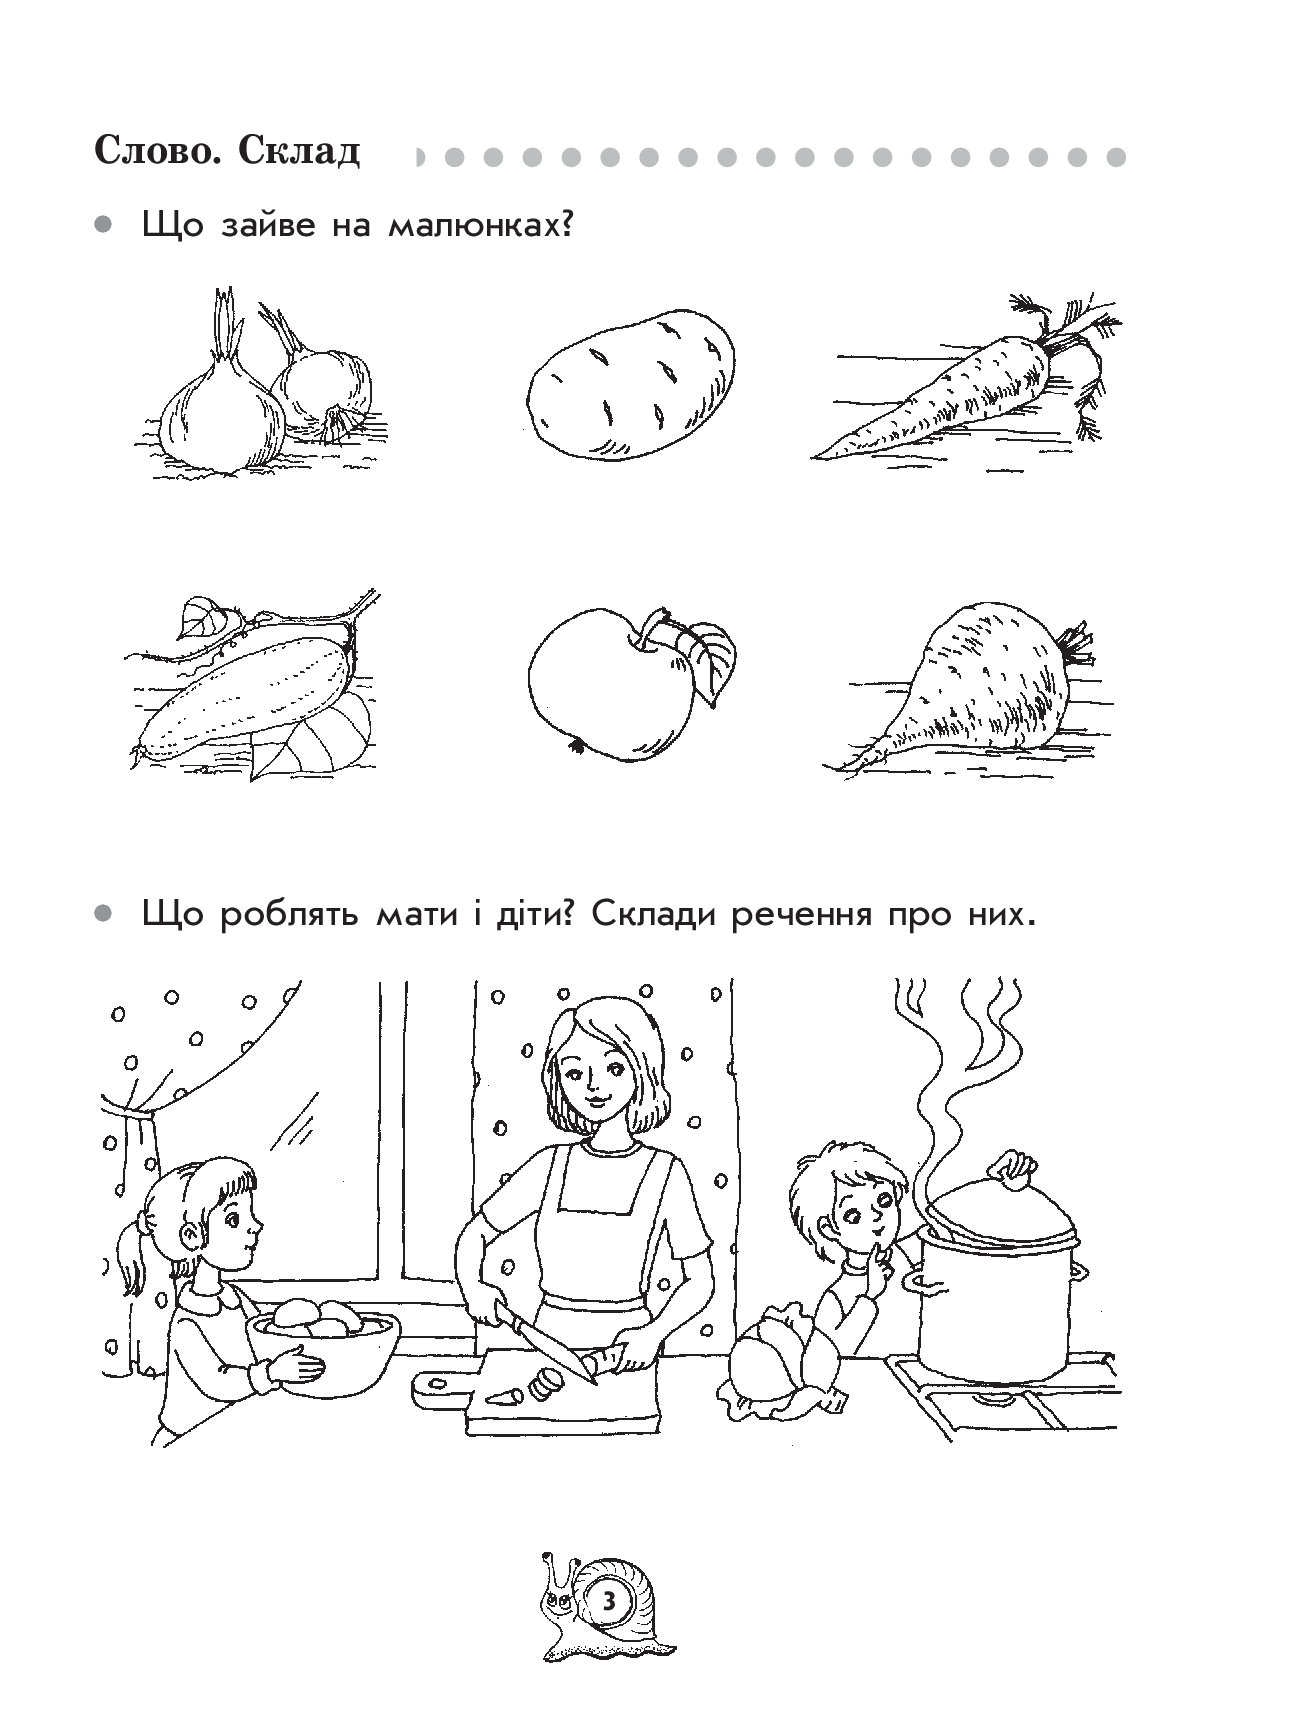 Слово. Склад
Що зайве на малюнках?
Що роблять мати і діти? Склади речення про них.
3